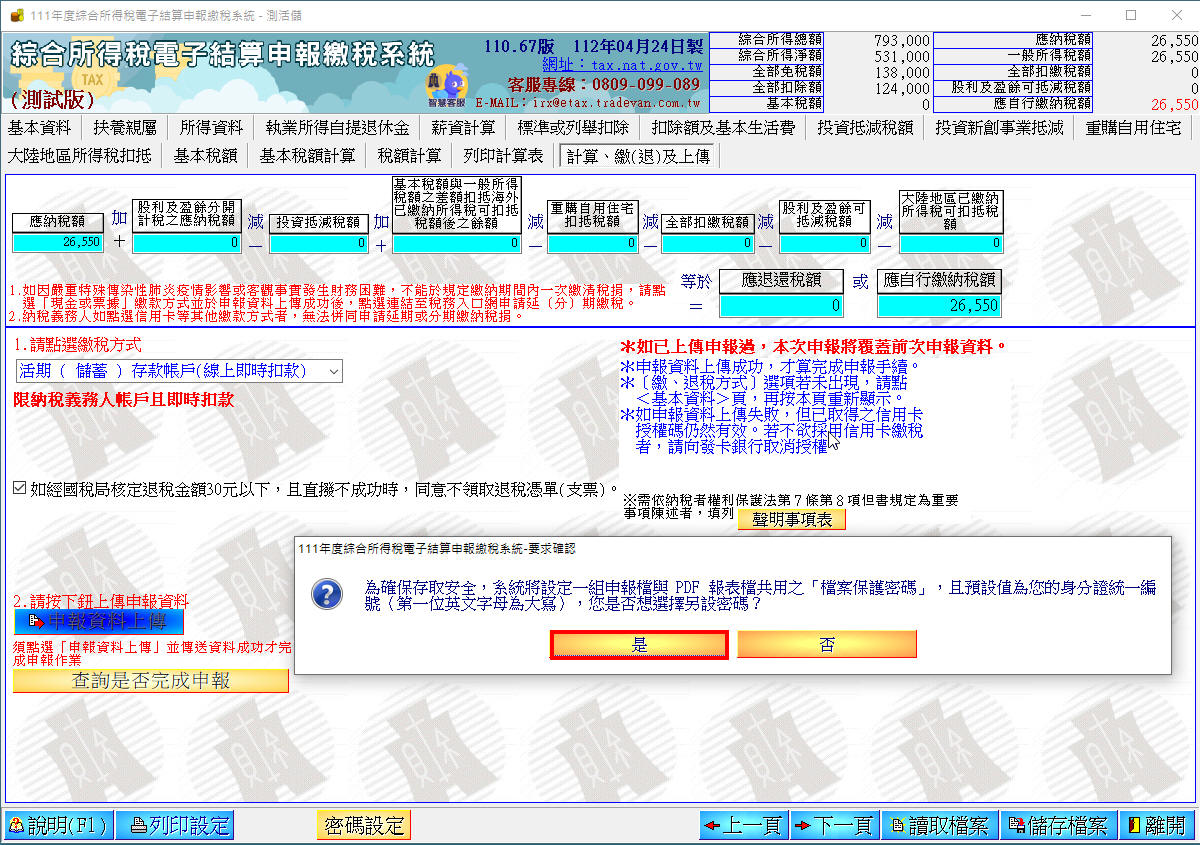 111年度綜合所得稅電子結算申報繳稅系統 - 測活儲
綜合所得稅電子結算申報繳稅系統
TAX
(測試版)
110.67版 112年04月24日製
網址：tax.nat.gov.tw
客服專線：0809-099-089
E-MAIL：irx@etax.tradevan.com.tw
智慧客服
綜合所得總額 793,000 應納稅額 26,550
綜合所得淨額 531,000 一般所得稅額 26,550
全部免稅額 138,000 全部扣繳稅額 0
全部扣除額 124,000 股利及盈餘可抵減稅額 0
基本稅額 0 應自行繳納稅額 26,550
基本資料 扶養親屬 所得資料 執業所得自提退休金 薪資計算 標準或列舉扣除 扣除額及基本生活費 投資抵減稅額 投資新創事業抵減 重購自用住宅
大陸地區所得稅扣抵 基本稅額 基本稅額計算 稅額計算 列印計算表 計算、繳(退)及上傳
應納稅額
26,550
加
＋
股利及盈餘分開
計稅之應納稅額
0
減
－
投資抵減稅額
0
加
＋
基本稅額與一般所得
稅額之差額扣抵海外
已繳納所得稅可扣抵
稅額後之餘額
0
減
－
重購自用住宅
扣抵稅額
0
減
－
全部扣繳稅額
0
減
－
股利及盈餘可
抵減稅額
0
減
－
大陸地區已繳納
所得稅可扣抵稅
額
0
1.如因嚴重特殊傳染性肺炎疫情影響或客觀事實發生財務困難，不能於規定繳納期間內一次繳清稅捐，請點
選「現金或票據」繳款方式並於申報資料上傳成功後，點選連結至稅務入口網申請延（分）期繳稅。
2.納稅義務人如點選信用卡等其他繳款方式者，無法併同申請延期或分期繳納稅捐。
等於
＝
應退還稅額
0
或
應自行繳納稅額
26,550
1.請點選繳稅方式
活期（ 儲蓄 ）存款帳戶(線上即時扣款)
限納稅義務人帳戶且即時扣款
＊如已上傳申報過，本次申報將覆蓋前次申報資料。
＊申報資料上傳成功，才算完成申報手續。
＊〔繳、退稅方式〕選項若未出現，請點
＜基本資料＞頁，再按本頁重新顯示。
＊如申報資料上傳失敗，但已取得之信用卡
授權碼仍然有效。若不欲採用信用卡繳稅
者，請向發卡銀行取消授權
如經國稅局核定退稅金額30元以下，且直撥不成功時，同意不領取退稅憑單(支票)。
※需依納稅者權利保護法第７條第８項但書規定為重要
事項陳述者，填列 聲明事項表
111年度綜合所得稅電子結算申報繳稅系統-要求確認
為確保存取安全，系統將設定一組申報檔與 PDF 報表檔共用之「檔案保護密碼」，且預設值為您的身分證統一編
號（第一位英文字母為大寫），您是否想選擇另設密碼？
是 否
2.請按下鈕上傳申報資料
申報資料上傳
須點選「申報資料上傳」並傳送資料成功才完
成申報作業
查詢是否完成申報
說明(F1) 列印設定 密碼設定 上一頁 下一頁 讀取檔案 儲存檔案 離開